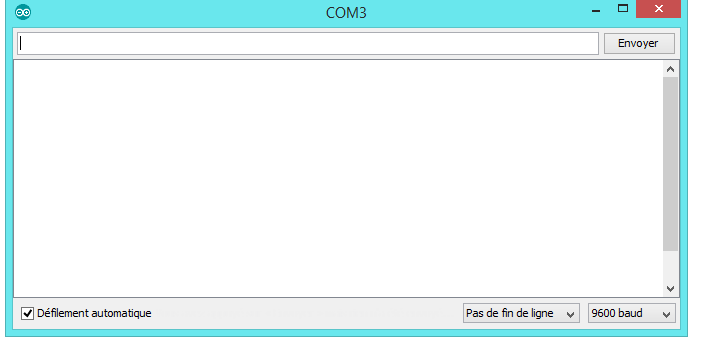 COM3
Envoyer
Défilement automatique
Pas de fin de ligne
9600 baud